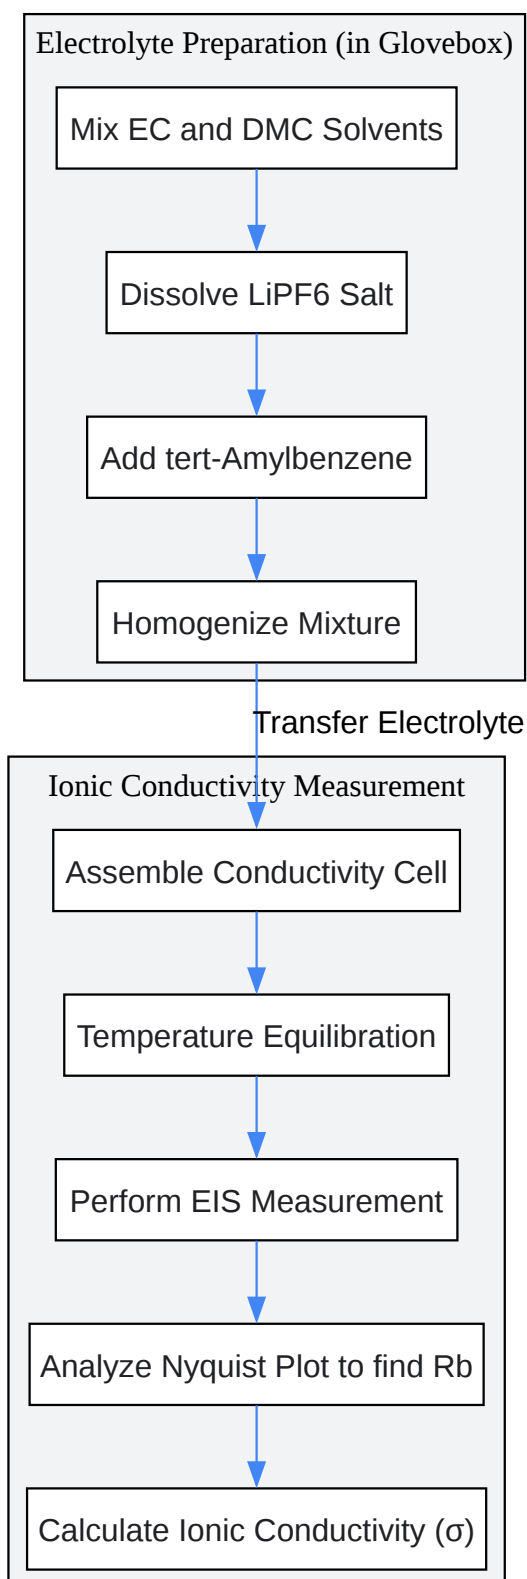 Electrolyte Preparation (in Glovebox)
Mix EC and DMC Solvents
Dissolve LiPF6 Salt
Add tert-Amylbenzene
Homogenize Mixture
Transfer Electrolyte
Ionic Conductivity Measurement
Assemble Conductivity Cell
Temperature Equilibration
Perform EIS Measurement
Analyze Nyquist Plot to find Rb
Calculate Ionic Conductivity (σ)